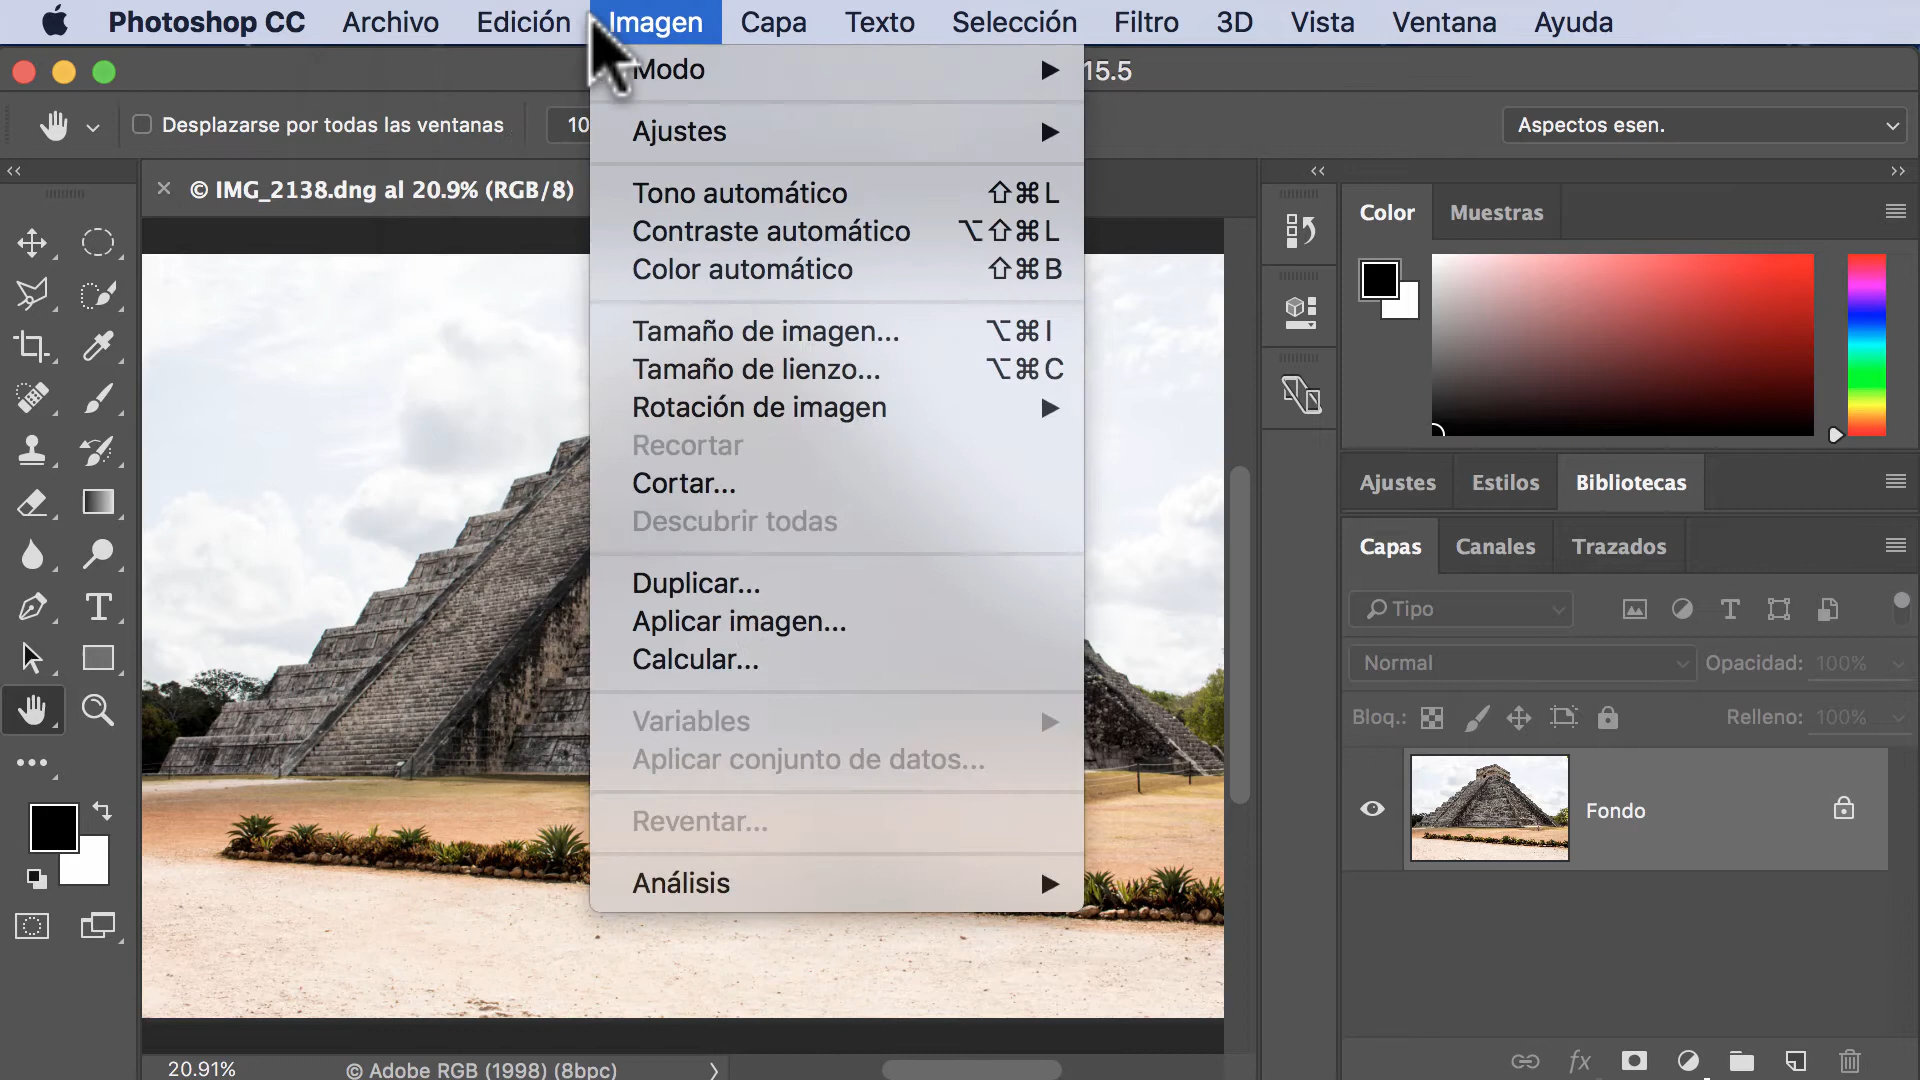 Photoshop CC Archivo Edición Imagen Capa Texto Selección Filtro 3D Vista Ventana Ayuda
15.5
Desplazarse por todas las ventanas
10
Aspectos esen.
© IMG_2138.dng al 20.9% (RGB/8)
Modo
Ajustes
Tono automático ⇧⌘L
Contraste automático ⌥⇧⌘L
Color automático ⇧⌘B
Tamaño de imagen... ⌥⌘I
Tamaño de lienzo... ⌥⌘C
Rotación de imagen
Recortar
Cortar...
Descubrir todas
Duplicar...
Aplicar imagen...
Calcular...
Variables
Aplicar conjunto de datos...
Reventar...
Análisis
Color Muestras
Ajustes Estilos Bibliotecas
Capas Canales Trazados
Tipo
Normal Opacidad: 100%
Bloq.: Relleno: 100%
Fondo
fx
20.91% © Adobe RGB (1998) (8bpc)